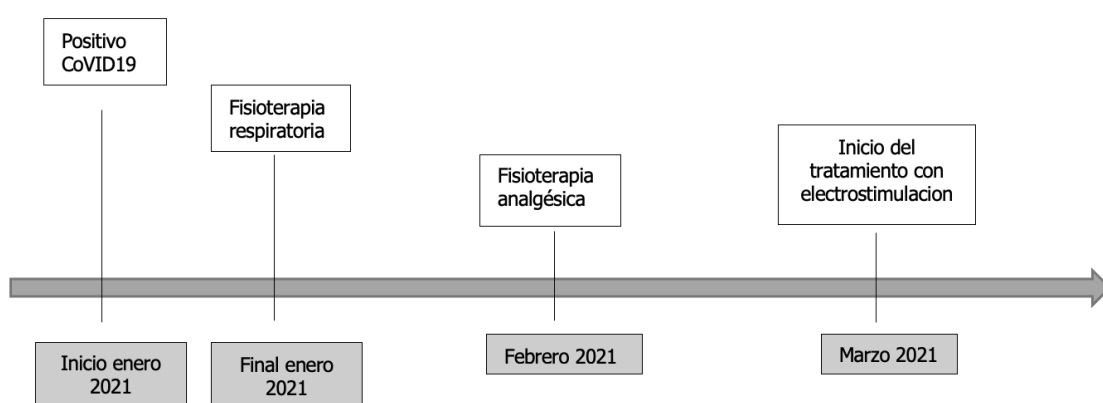 Positivo
CoVID19
Fisioterapia
respiratoria
Fisioterapia
analgésica
Inicio del
tratamiento con
electrostimulacion
Inicio enero
2021
Final enero
2021
Febrero 2021
Marzo 2021